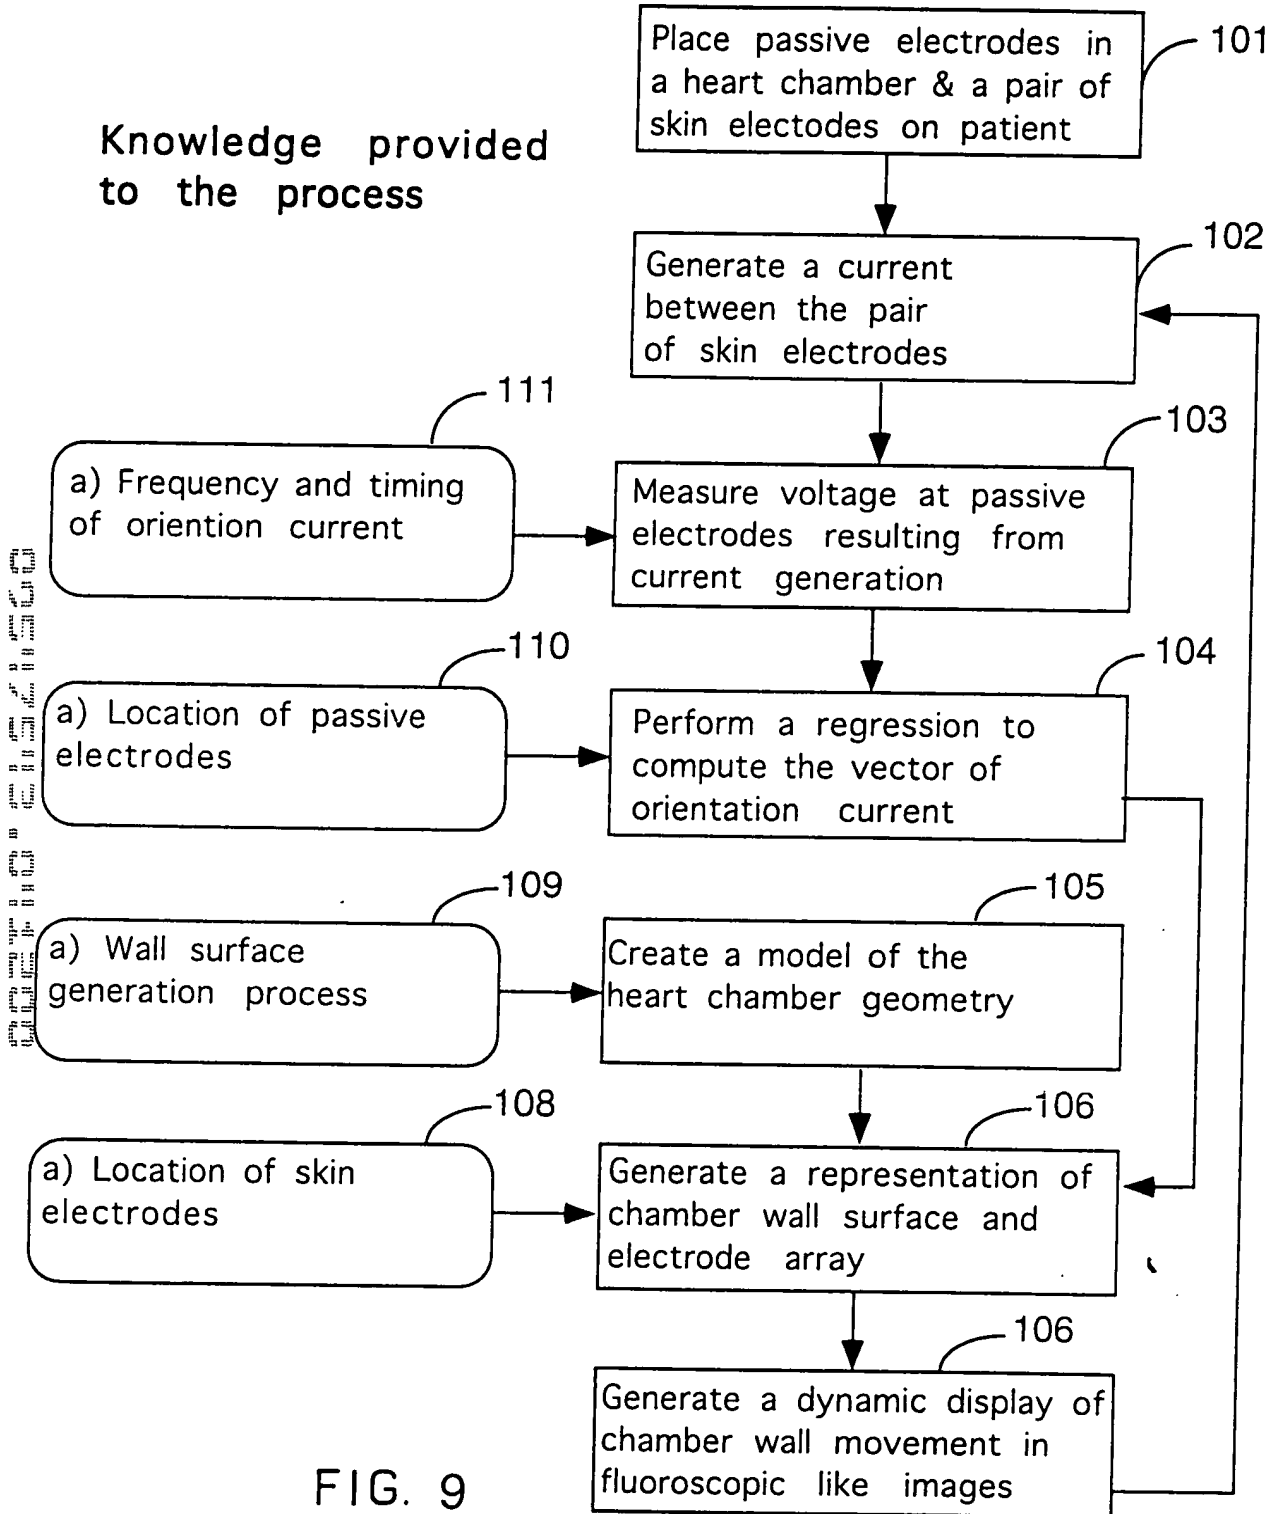 Place passive electrodes in
a heart chamber & a pair of
skin electodes on patient
101
Knowledge provided
to the process
102
Generate a current
between the pair
of skin electrodes
111
103
a) Frequency and timing
of oriention current
Measure voltage at passive
electrodes resulting from
current generation
110
104
a) Location of passive
electrodes
Perform a regression to
compute the vector of
orientation current
109
105
a) Wall surface
generation process
Create a model of the
heart chamber geometry
108
106
a) Location of skin
electrodes
Generate a representation of
chamber wall surface and
electrode array
106
Generate a dynamic display of
chamber wall movement in
fluoroscopic like images
FIG. 9